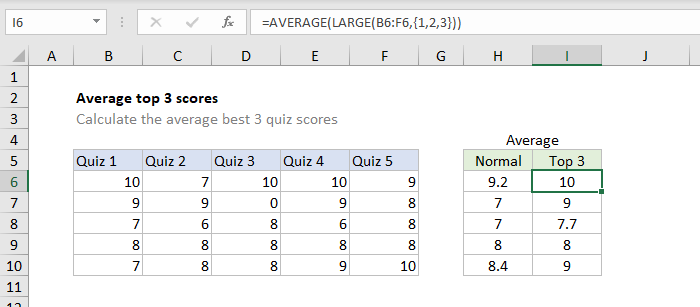 I6 fx =AVERAGE(LARGE(B6:F6,{1,2,3}))
A B C D E F G H I J
1
2 Average top 3 scores
3 Calculate the average best 3 quiz scores
4 Average
5 Quiz 1 Quiz 2 Quiz 3 Quiz 4 Quiz 5 Normal Top 3
6 10 7 10 10 9 9.2 10
7 9 9 0 9 8 7 9
8 7 6 8 6 8 7 7.7
9 8 8 8 8 8 8 8
10 7 8 8 9 10 8.4 9
11